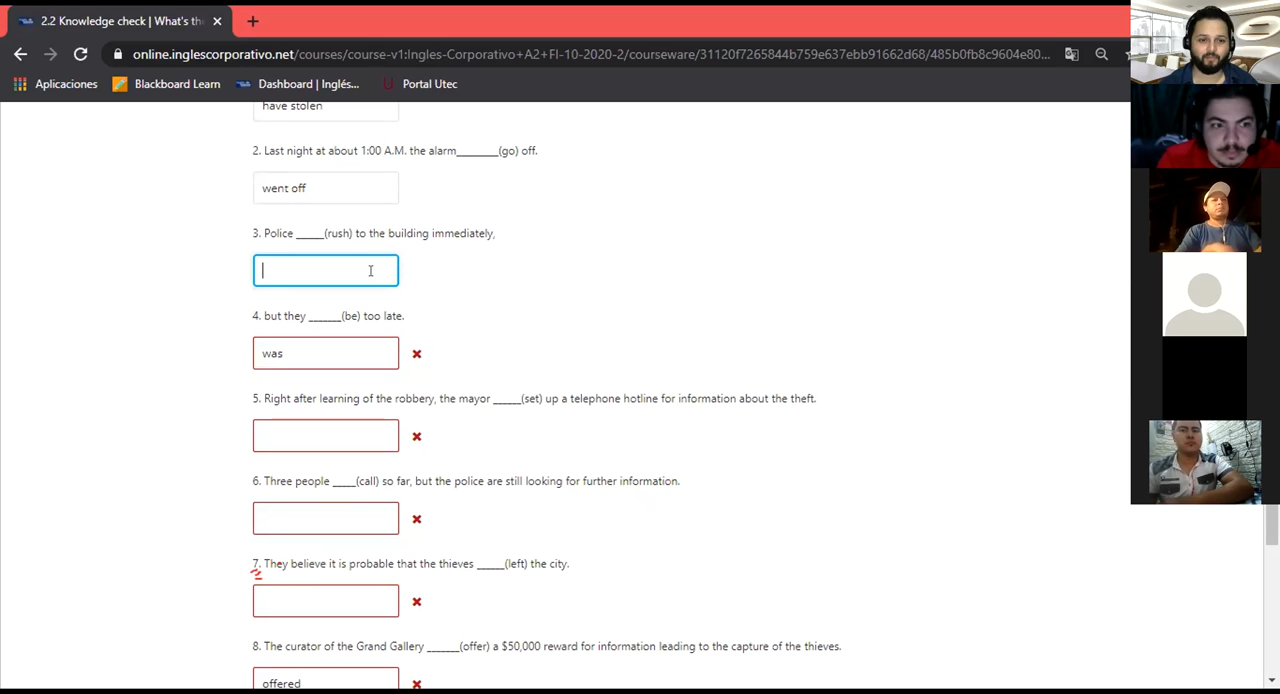 2.2 Knowledge check | What's the
online.inglescorporativo.net/courses/course-v1:Ingles-Corporativo+A2+FI-10-2020-2/courseware/31120f7265844b759e637ebb91662d68/485b0fb8c9604e80...
Aplicaciones Blackboard Learn Dashboard | Inglés... Portal Utec
have stolen
2. Last night at about 1:00 A.M. the alarm________(go) off.
went off
3. Police _____(rush) to the building immediately,
4. but they _______(be) too late.
was
5. Right after learning of the robbery, the mayor _____(set) up a telephone hotline for information about the theft.
6. Three people ____(call) so far, but the police are still looking for further information.
7. They believe it is probable that the thieves _____(left) the city.
8. The curator of the Grand Gallery ______(offer) a $50,000 reward for information leading to the capture of the thieves.
offered